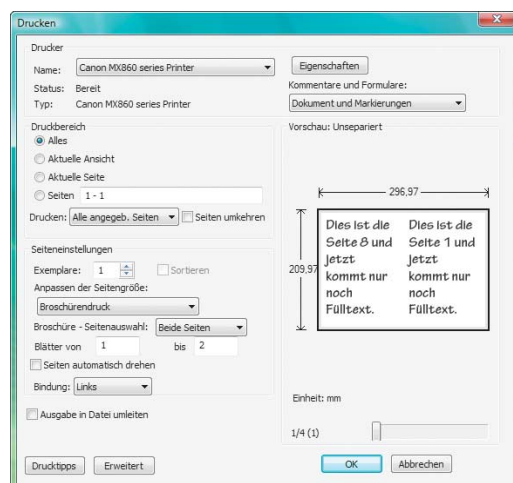 Drucken
Drucker
Name: Canon MX860 series Printer
Eigenschaften
Status: Bereit
Kommentare und Formulare:
Typ: Canon MX860 series Printer
Dokument und Markierungen
Druckbereich
Alles
Aktuelle Ansicht
Aktuelle Seite
Seiten 1 - 1
Drucken: Alle angegeb. Seiten Seiten umkehren
Seiteneinstellungen
Exemplare: 1 Sortieren
Anpassen der Seitengröße:
Broschürendruck
Broschüre - Seitenauswahl: Beide Seiten
Blätter von 1 bis 2
Seiten automatisch drehen
Bindung: Links
Ausgabe in Datei umleiten
Vorschau: Unsepariert
296,97
209,97
Dies ist die
Seite 8 und
jetzt
kommt nur
noch
Fülltext.
Dies ist die
Seite 1 und
jetzt
kommt nur
noch
Fülltext.
Einheit: mm
1/4 (1)
Drucktipps
Erweitert
OK
Abbrechen